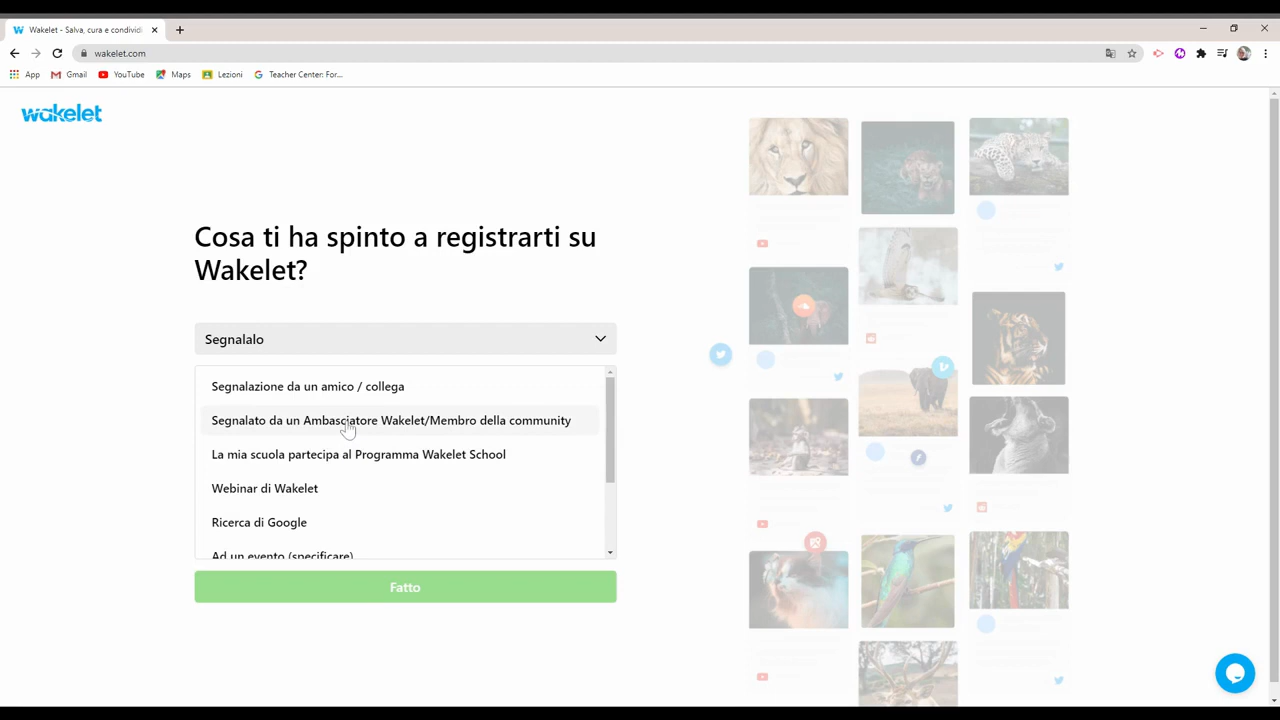 Wakelet - Salva, cura e condividi
wakelet.com
App
Gmail
YouTube
Maps
Lezioni
Teacher Center: For...
wakelet
Cosa ti ha spinto a registrarti su
Wakelet?
Segnalalo
Segnalazione da un amico / collega
Segnalato da un Ambasciatore Wakelet/Membro della community
La mia scuola partecipa al Programma Wakelet School
Webinar di Wakelet
Ricerca di Google
Ad un evento (specificare)
Fatto